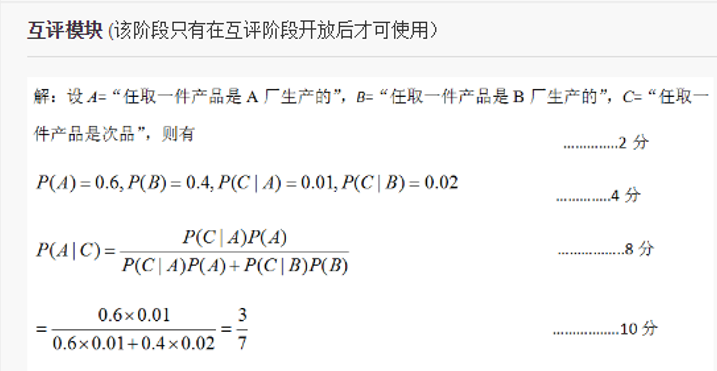 互评模块 (该阶段只有在互评阶段开放后才可使用)
解：设 A=“任取一件产品是 A 厂生产的”，B=“任取一件产品是 B 厂生产的”，C=“任取一
件产品是次品”，则有 ..............2 分
P(A) = 0.6, P(B) = 0.4, P(C | A) = 0.01, P(C | B) = 0.02 ..............4 分
P(A | C) = \frac{P(C | A)P(A)}{P(C | A)P(A) + P(C | B)P(B)} .................8 分
= \frac{0.6×0.01}{0.6×0.01+0.4×0.02} = \frac{3}{7} .................10 分